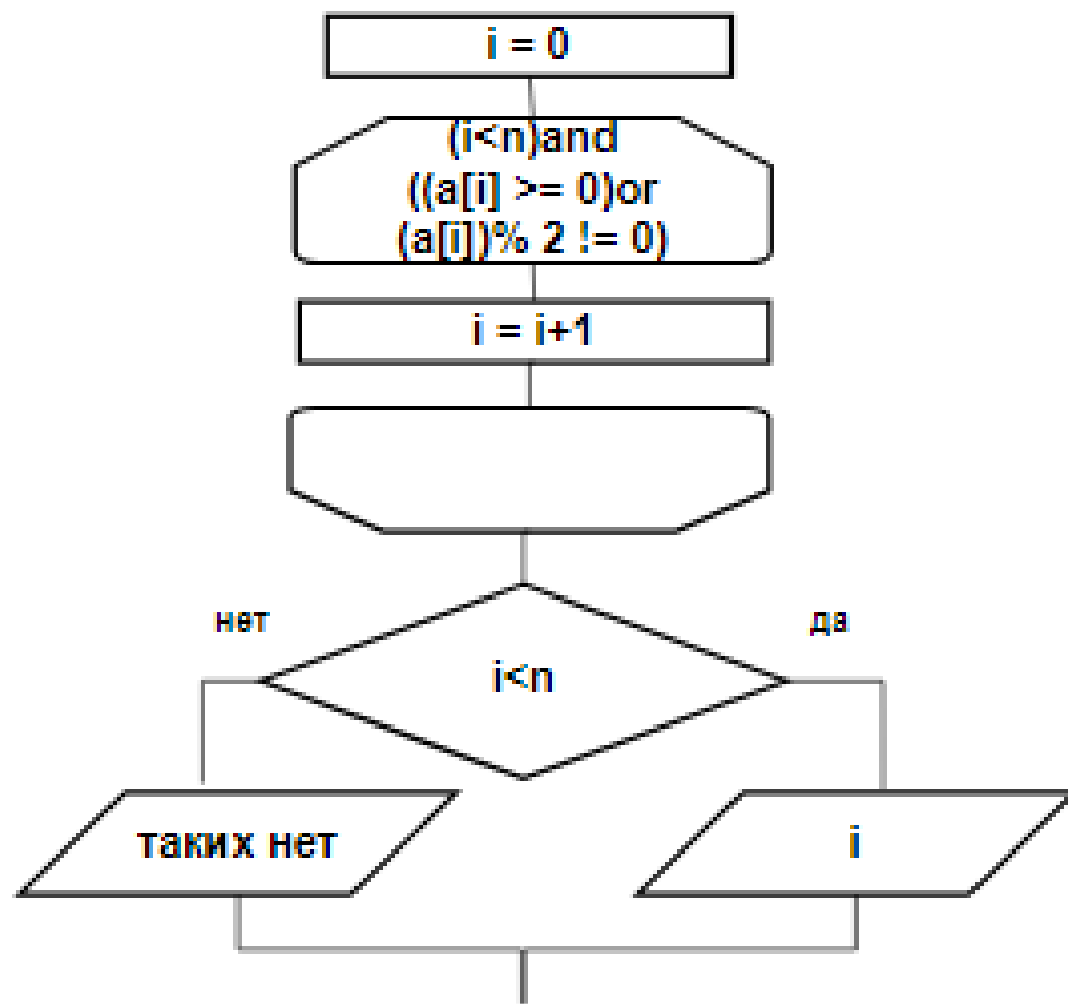 i = 0
(i<n)and
((a[i] >= 0)or
(a[i])% 2 != 0)
i = i+1
нет
да
i<n
таких нет
i